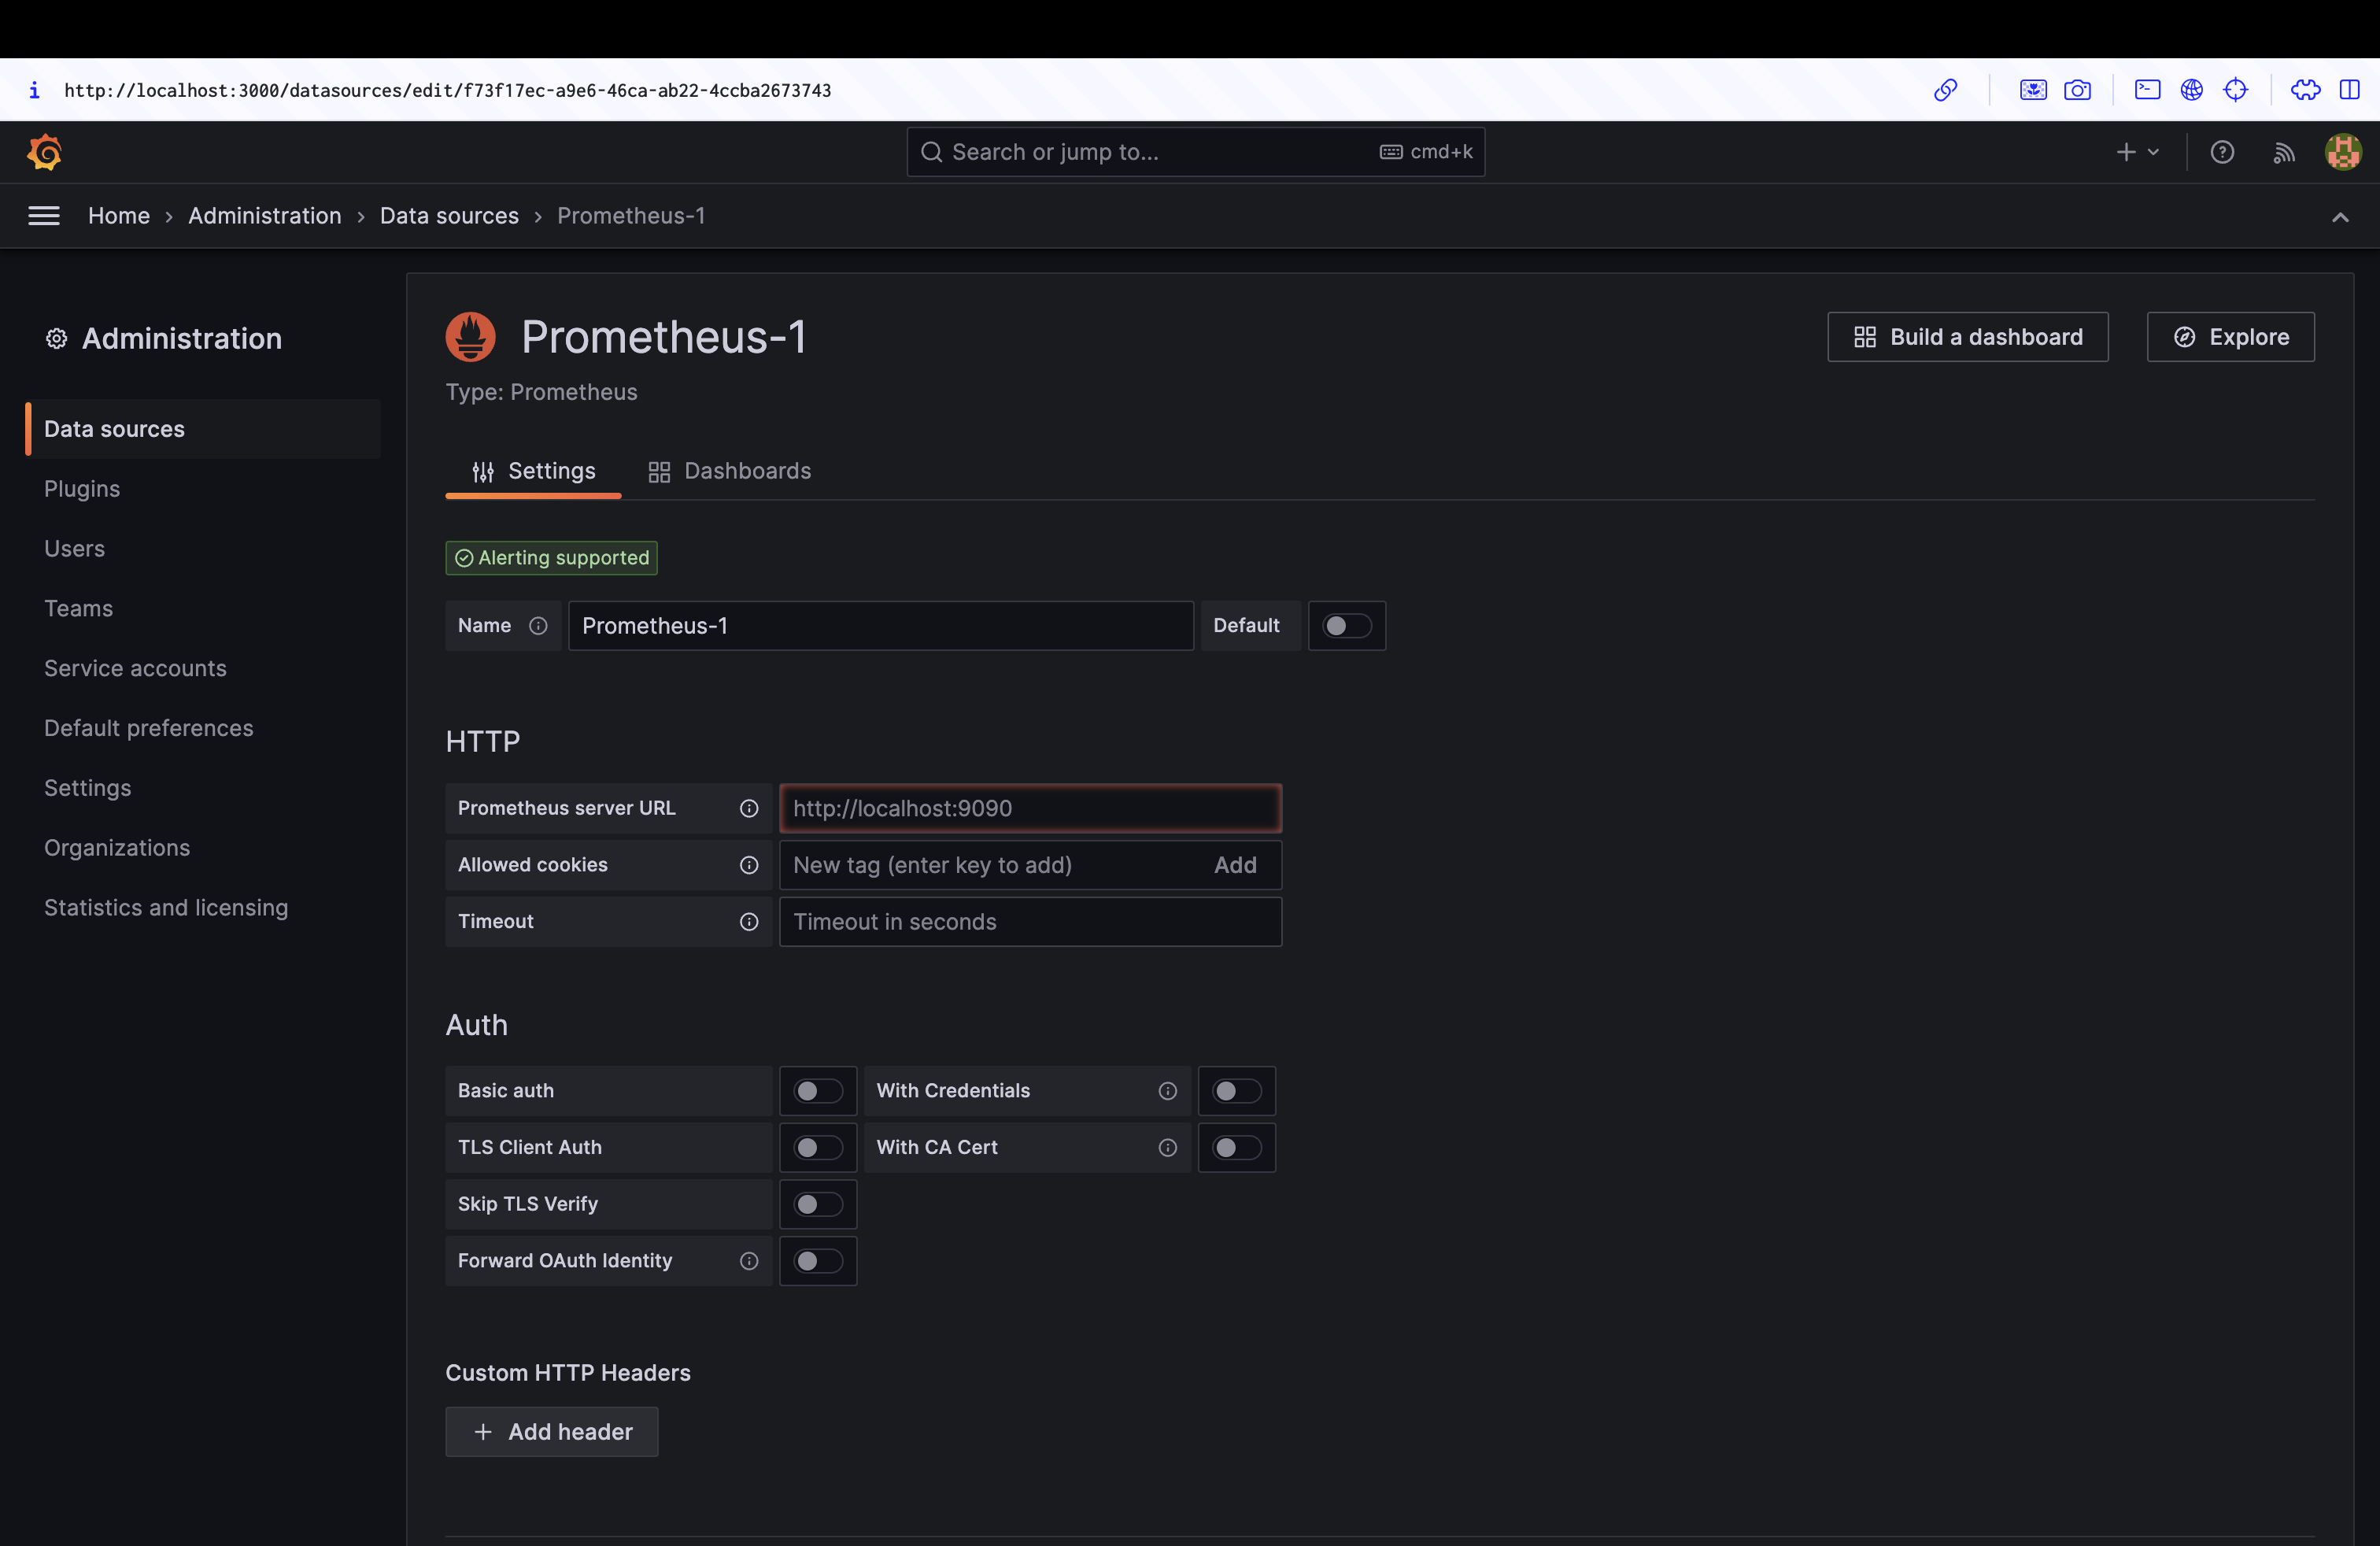 http://localhost:3000/datasources/edit/f73f17ec-a9e6-46ca-ab22-4ccba2673743
Search or jump to...
cmd+k
Home › Administration › Data sources › Prometheus-1
Administration
Data sources
Plugins
Users
Teams
Service accounts
Default preferences
Settings
Organizations
Statistics and licensing
Prometheus-1
Build a dashboard
Explore
Type: Prometheus
Settings
Dashboards
Alerting supported
Name
Prometheus-1
Default
HTTP
Prometheus server URL
http://localhost:9090
Allowed cookies
New tag (enter key to add)
Add
Timeout
Timeout in seconds
Auth
Basic auth
With Credentials
TLS Client Auth
With CA Cert
Skip TLS Verify
Forward OAuth Identity
Custom HTTP Headers
Add header